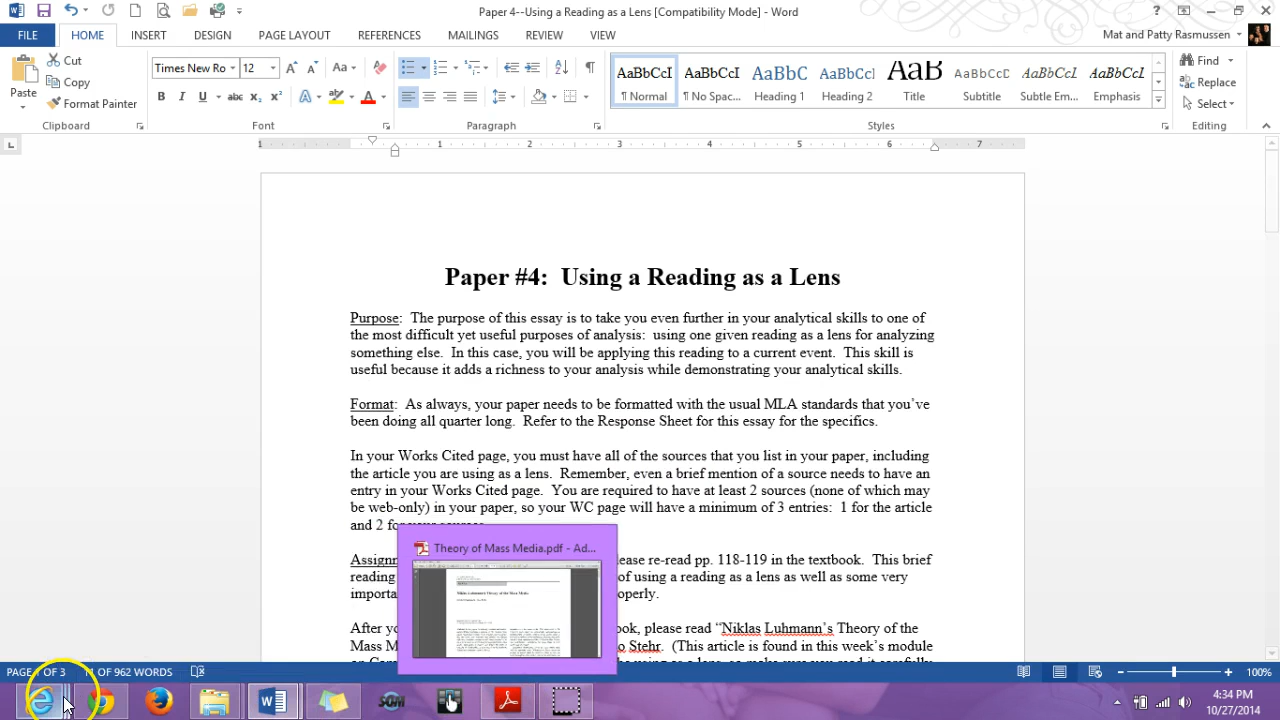 Paper 4--Using a Reading as a Lens [Compatibility Mode] - Word
FILE HOME INSERT DESIGN PAGE LAYOUT REFERENCES MAILINGS REVIEW VIEW Mat and Patty Rasmussen
Paste
Cut
Copy
Format Painter
Clipboard
Times New Ro 12
Font
Paragraph
AaBbCcI AaBbCcI AaBbC AaBbCcI AaB AaBbCcD AaBbCcI AaBbCcI
¶ Normal ¶ No Spac... Heading 1 Heading 2 Title Subtitle Subtle Em... Emphasis
Styles
Find
Replace
Select
Editing
1 1 2 3 4 5 6 7
Paper #4: Using a Reading as a Lens
Purpose: The purpose of this essay is to take you even further in your analytical skills to one of
the most difficult yet useful purposes of analysis: using one given reading as a lens for analyzing
something else. In this case, you will be applying this reading to a current event. This skill is
useful because it adds a richness to your analysis while demonstrating your analytical skills.
Format: As always, your paper needs to be formatted with the usual MLA standards that you've
been doing all quarter long. Refer to the Response Sheet for this essay for the specifics.
In your Works Cited page, you must have all of the sources that you list in your paper, including
the article you are using as a lens. Remember, even a brief mention of a source needs to have an
entry in your Works Cited page. You are required to have at least 2 sources (none of which may
be web-only) in your paper, so your WC page will have a minimum of 3 entries: 1 for the article
and 2 for your sources.
Theory of Mass Media.pdf - Ad...
please re-read pp. 118-119 in the textbook. This brief
reading of using a reading as a lens as well as some very
After please read “Niklas Luhmann's Theory of the
Mass M o Stehr. (This article is found in this week's module
PAGE OF 3 OF 962 WORDS
100%
SOM
4:34 PM
10/27/2014